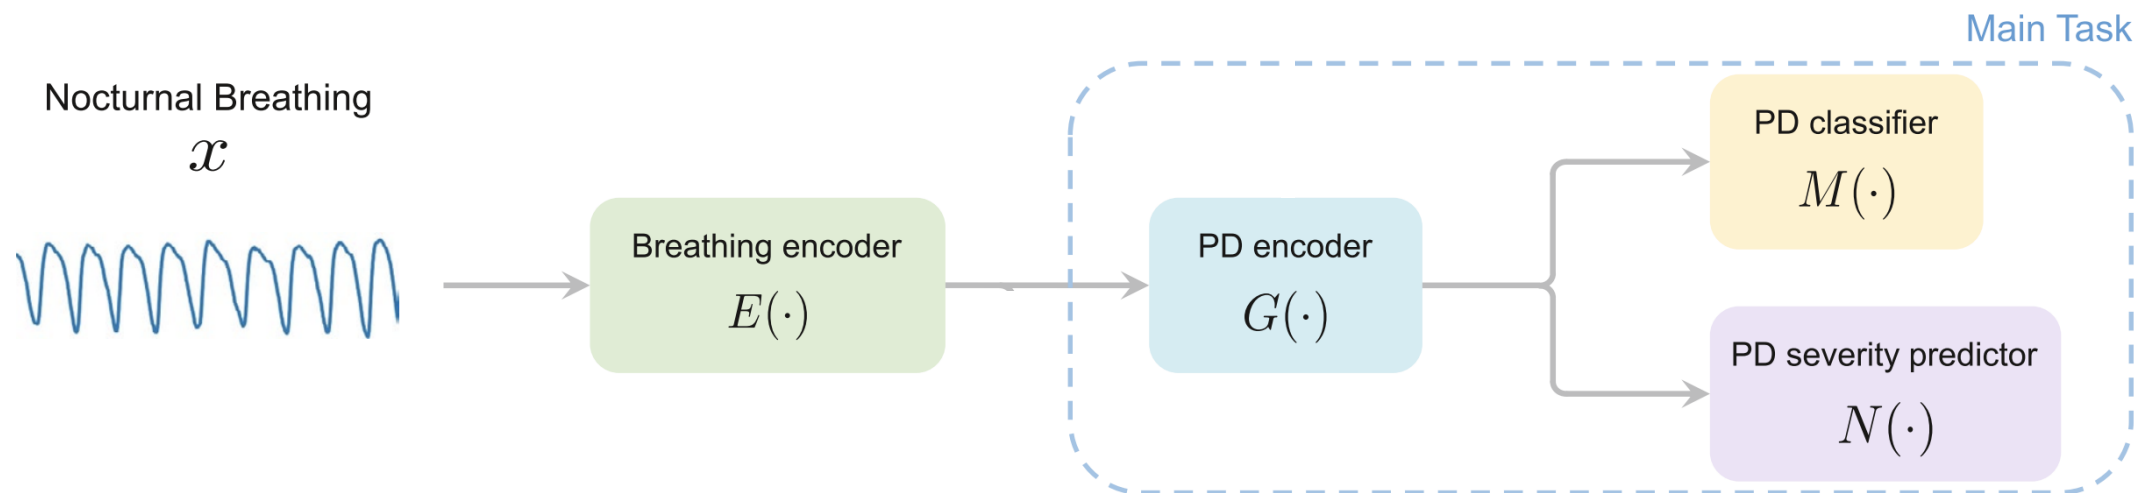 Main Task
Nocturnal Breathing
x
Breathing encoder
E(·)
PD encoder
G(·)
PD classifier
M(·)
PD severity predictor
N(·)